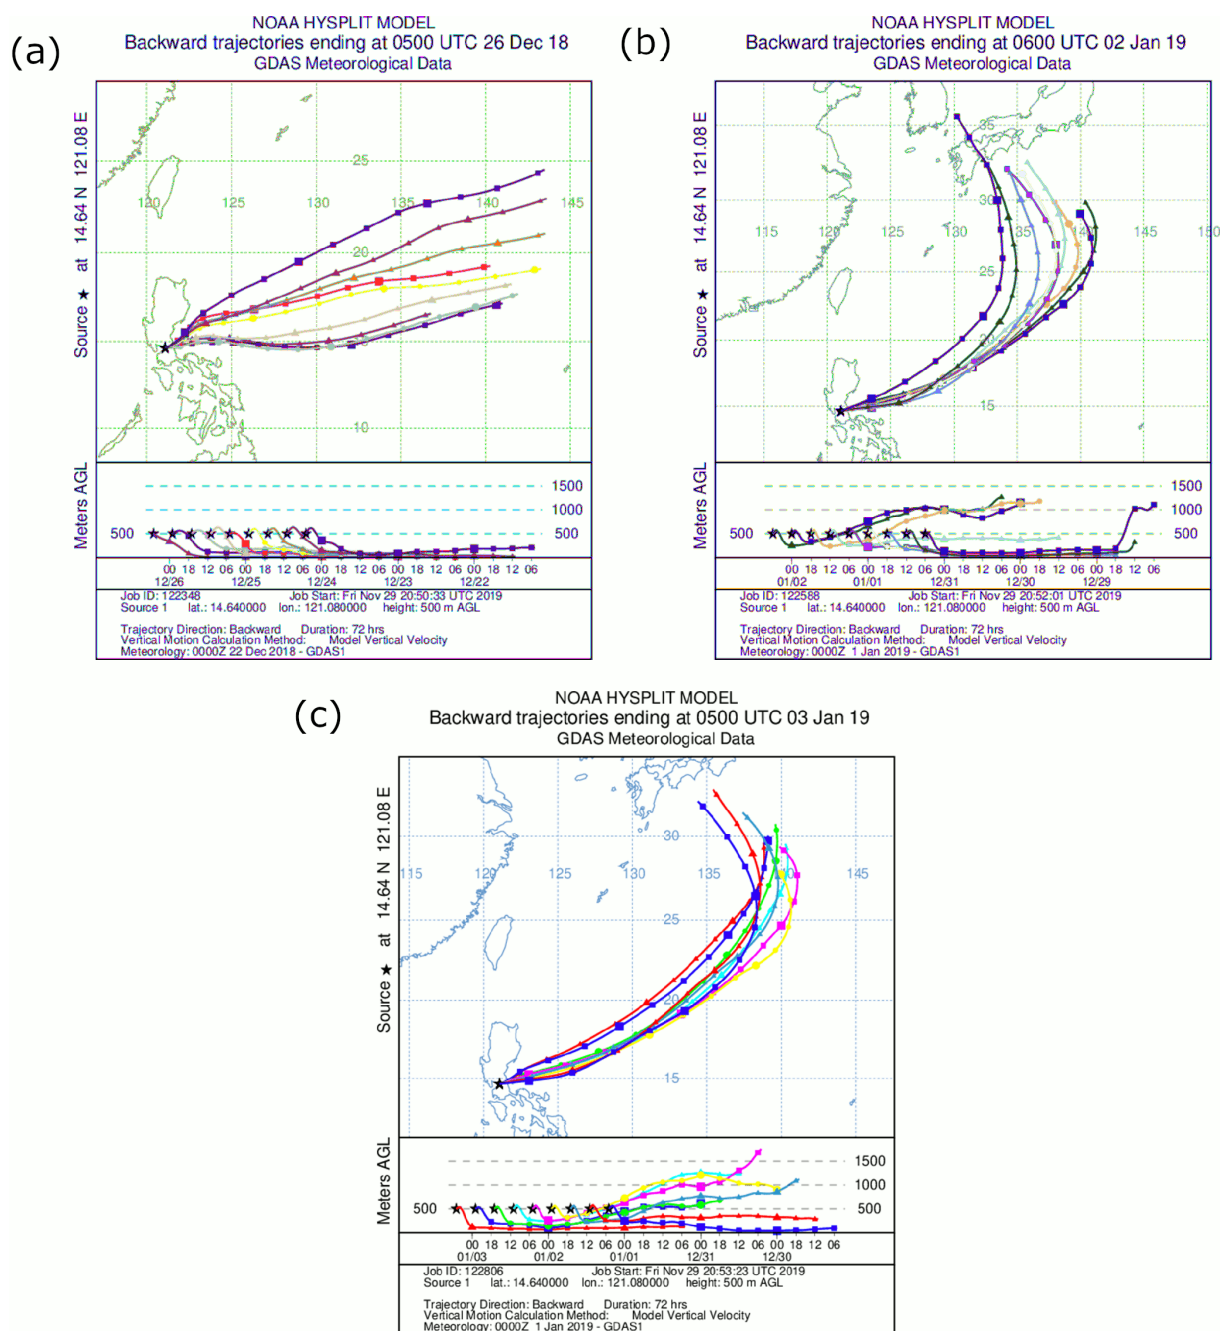 (a)
NOAA HYSPLIT MODEL
Backward trajectories ending at 0500 UTC 26 Dec 18
GDAS Meteorological Data
Source ★ at 14.64 N 121.08 E
25
120 125 130 135 140 145
20
15
10
Meters AGL
1500
1000
500 500
00 18 12 06 00 18 12 06 00 18 12 06 00 18 12 06 00 18 12 06
12/26 12/25 12/24 12/23 12/22
Job ID: 122348 Job Start: Fri Nov 29 20:50:33 UTC 2019
Source 1 lat.: 14.640000 lon.: 121.080000 height: 500 m AGL
Trajectory Direction: Backward Duration: 72 hrs
Vertical Motion Calculation Method: Model Vertical Velocity
Meteorology: 0000Z 22 Dec 2018 - GDAS1
(b)
NOAA HYSPLIT MODEL
Backward trajectories ending at 0600 UTC 02 Jan 19
GDAS Meteorological Data
Source ★ at 14.64 N 121.08 E
35
30
115 120 125 130 135 140 145 150
25
20
15
Meters AGL
1500
1000
500 500
00 18 12 06 00 18 12 06 00 18 12 06 00 18 12 06 00 18 12 06
01/02 01/01 12/31 12/30 12/29
Job ID: 122588 Job Start: Fri Nov 29 20:52:01 UTC 2019
Source 1 lat.: 14.640000 lon.: 121.080000 height: 500 m AGL
Trajectory Direction: Backward Duration: 72 hrs
Vertical Motion Calculation Method: Model Vertical Velocity
Meteorology: 0000Z 1 Jan 2019 - GDAS1
(c)
NOAA HYSPLIT MODEL
Backward trajectories ending at 0500 UTC 03 Jan 19
GDAS Meteorological Data
Source ★ at 14.64 N 121.08 E
30
115 120 125 130 135 140 145
25
20
15
Meters AGL
1500
1000
500 500
00 18 12 06 00 18 12 06 00 18 12 06 00 18 12 06 00 18 12 06
01/03 01/02 01/01 12/31 12/30
Job ID: 122806 Job Start: Fri Nov 29 20:53:23 UTC 2019
Source 1 lat.: 14.640000 lon.: 121.080000 height: 500 m AGL
Trajectory Direction: Backward Duration: 72 hrs
Vertical Motion Calculation Method: Model Vertical Velocity
Meteorology: 0000Z 1 Jan 2019 - GDAS1